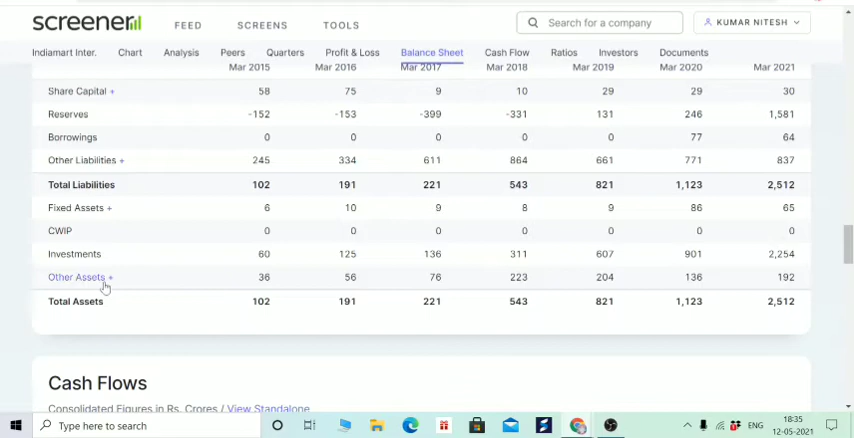 screener
FEED SCREENS TOOLS
Search for a company
KUMAR NITESH
Indiamart Inter. Chart Analysis Peers Quarters Profit & Loss Balance Sheet Cash Flow Ratios Investors Documents
Mar 2015 Mar 2016 Mar 2017 Mar 2018 Mar 2019 Mar 2020 Mar 2021
Share Capital + 58 75 9 10 29 29 30
Reserves -152 -153 -399 -331 131 246 1,581
Borrowings 0 0 0 0 0 77 64
Other Liabilities + 245 334 611 864 661 771 837
Total Liabilities 102 191 221 543 821 1,123 2,512
Fixed Assets + 6 10 9 8 9 86 65
CWIP 0 0 0 0 0 0 0
Investments 60 125 136 311 607 901 2,254
Other Assets + 36 56 76 223 204 136 192
Total Assets 102 191 221 543 821 1,123 2,512
Cash Flows
Consolidated Figures in Rs. Crores / View Standalone
Type here to search
ENG
18:35
12-05-2021